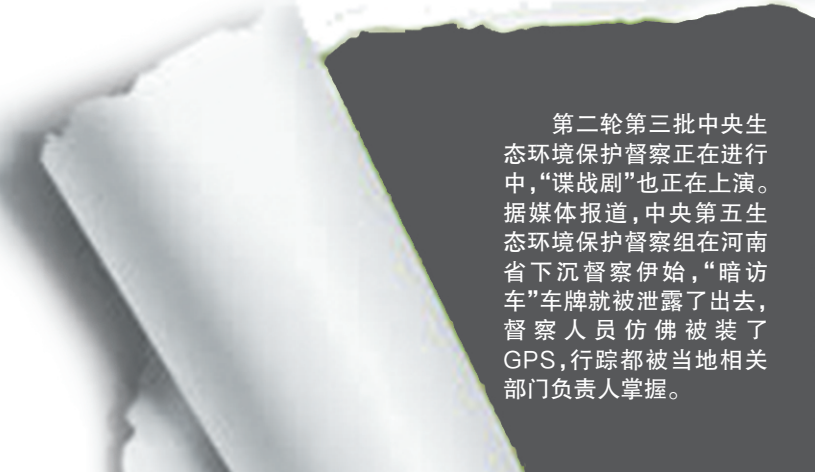 第二轮第三批中央生
态环境保护督察正在进行
中，“谍战剧”也正在上演。
据媒体报道，中央第五生
态环境保护督察组在河南
省下沉督察伊始，“暗访
车”车牌就被泄露了出去，
督察人员仿佛被装了
GPS，行踪都被当地相关
部门负责人掌握。